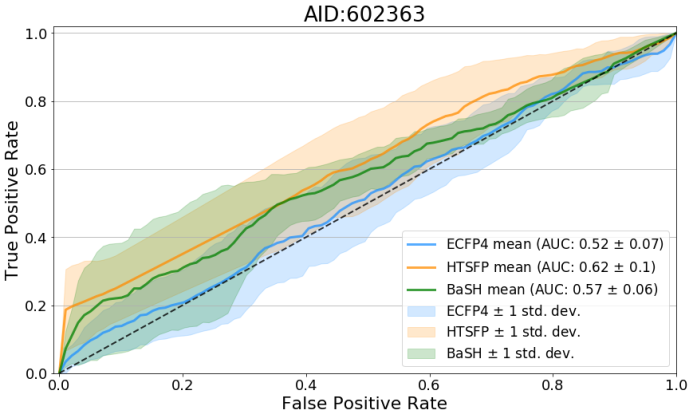 AID:602363
True Positive Rate
1.0
0.8
0.6
0.4
0.2
0.0
0.0 0.2 0.4 0.6 0.8 1.0
False Positive Rate
ECFP4 mean (AUC: 0.52 ± 0.07)
HTSFP mean (AUC: 0.62 ± 0.1)
BaSH mean (AUC: 0.57 ± 0.06)
ECFP4 ± 1 std. dev.
HTSFP ± 1 std. dev.
BaSH ± 1 std. dev.